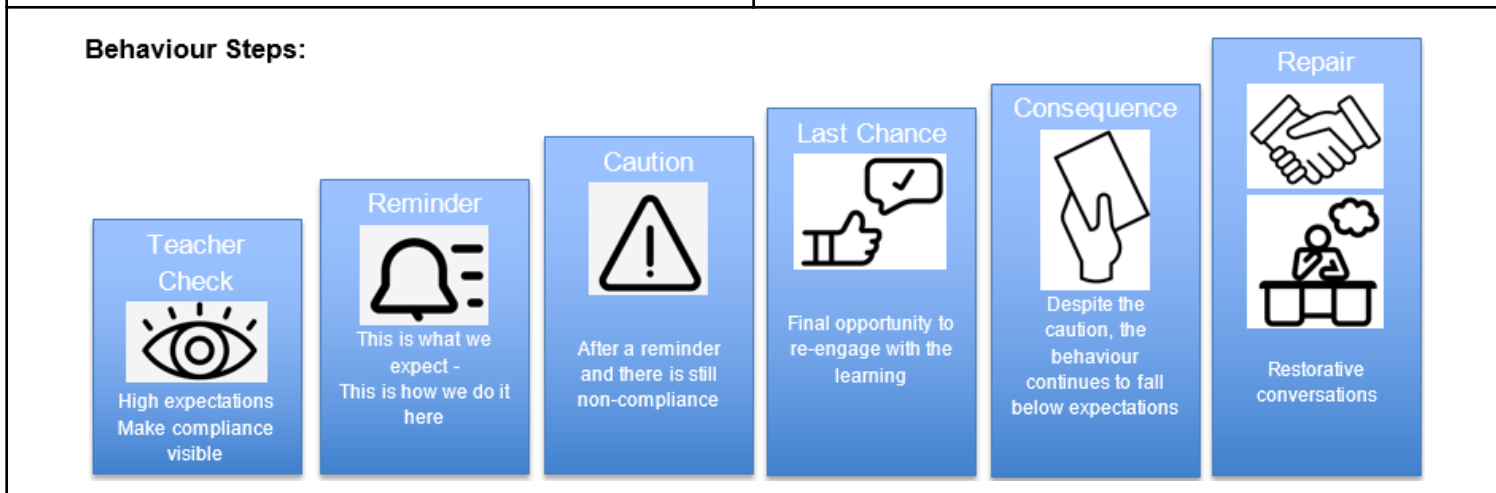 Behaviour Steps:
Teacher
Check
High expectations
Make compliance
visible
Reminder
This is what we
expect -
This is how we do it
here
Caution
After a reminder
and there is still
non-compliance
Last Chance
Final opportunity to
re-engage with the
learning
Consequence
Despite the
caution, the
behaviour
continues to fall
below expectations
Repair
Restorative
conversations